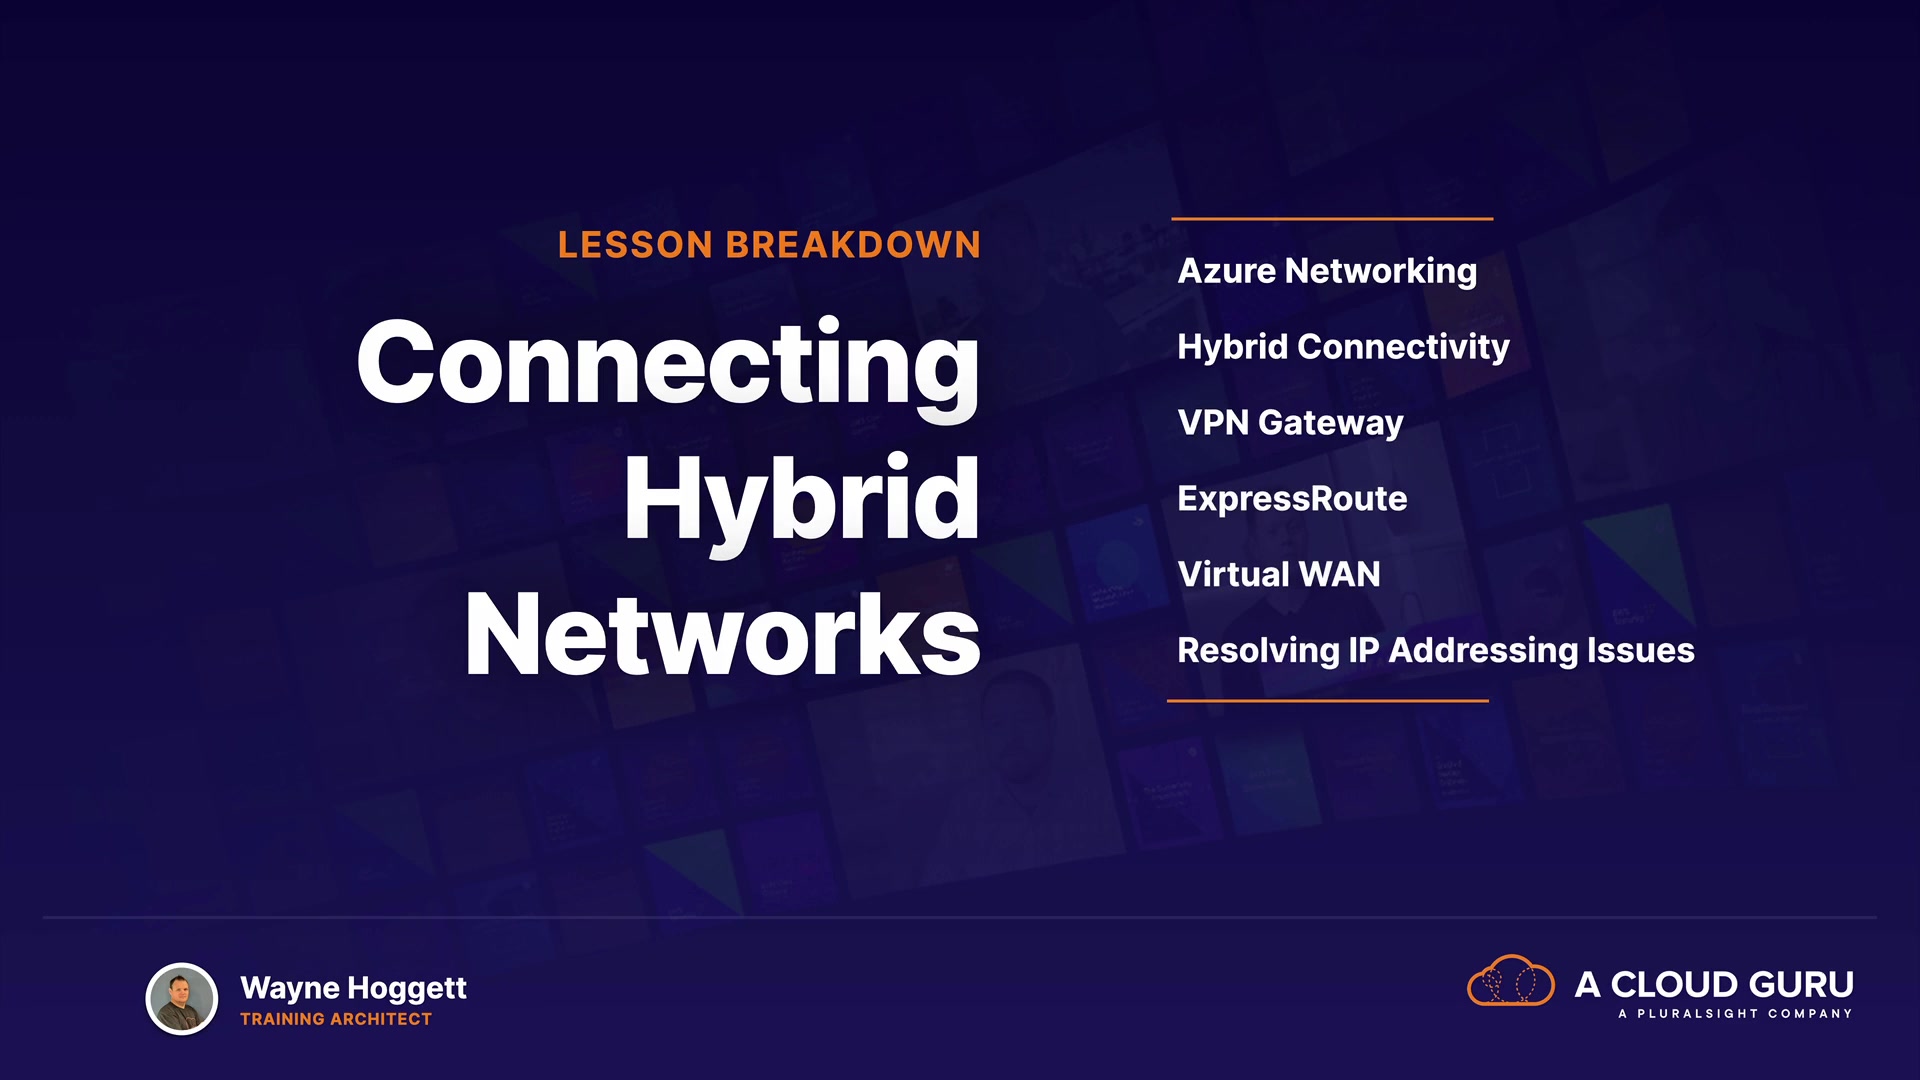 LESSON BREAKDOWN
Connecting
Hybrid
Networks
Azure Networking
Hybrid Connectivity
VPN Gateway
ExpressRoute
Virtual WAN
Resolving IP Addressing Issues
Wayne Hoggett
TRAINING ARCHITECT
A CLOUD GURU
A PLURALSIGHT COMPANY